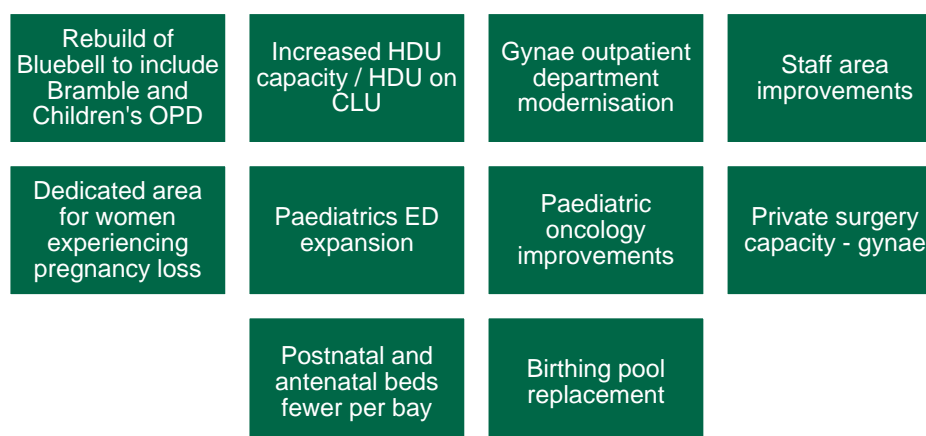 Rebuild of
Bluebell to include
Bramble and
Children's OPD
Increased HDU
capacity / HDU on
CLU
Gynae outpatient
department
modernisation
Staff area
improvements
Dedicated area
for women
experiencing
pregnancy loss
Paediatrics ED
expansion
Paediatric
oncology
improvements
Private surgery
capacity - gynae
Postnatal and
antenatal beds
fewer per bay
Birthing pool
replacement